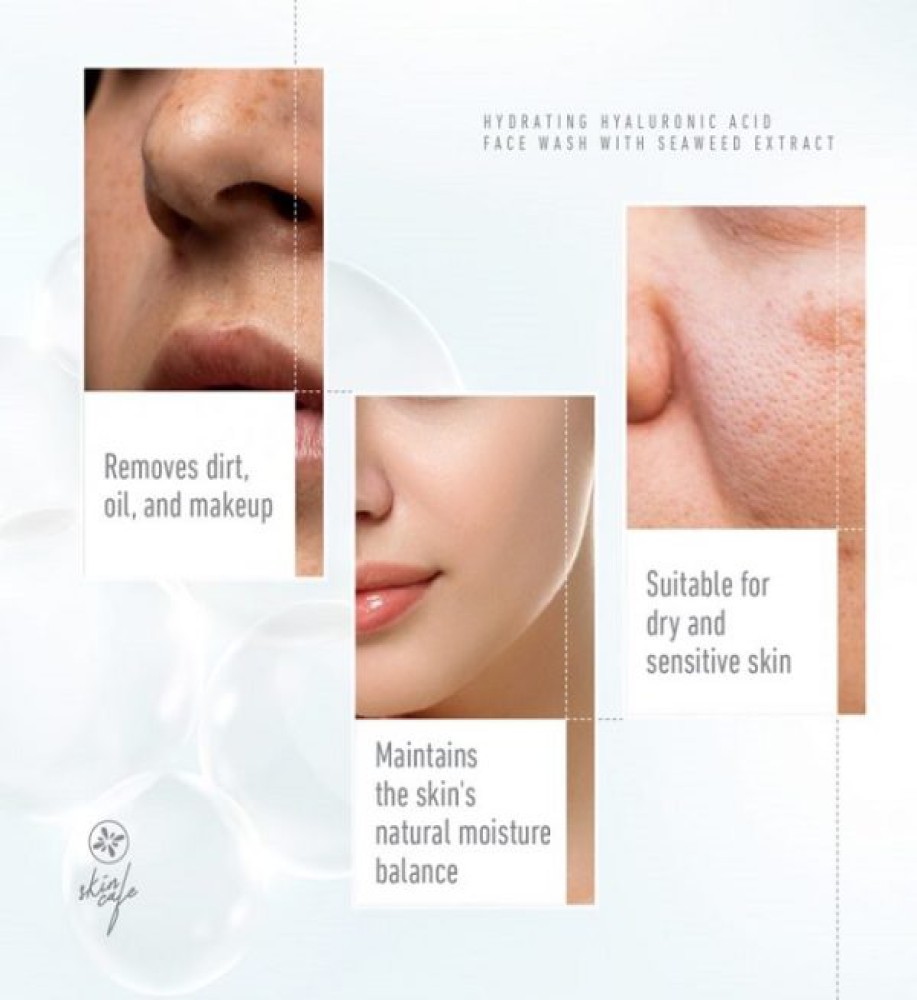 HYDRATING HYALURONIC ACID
FACE WASH WITH SEAWEED EXTRACT
Removes dirt,
oil, and makeup
Suitable for
dry and
sensitive skin
Maintains
the skin's
natural moisture
balance
skin
cafe